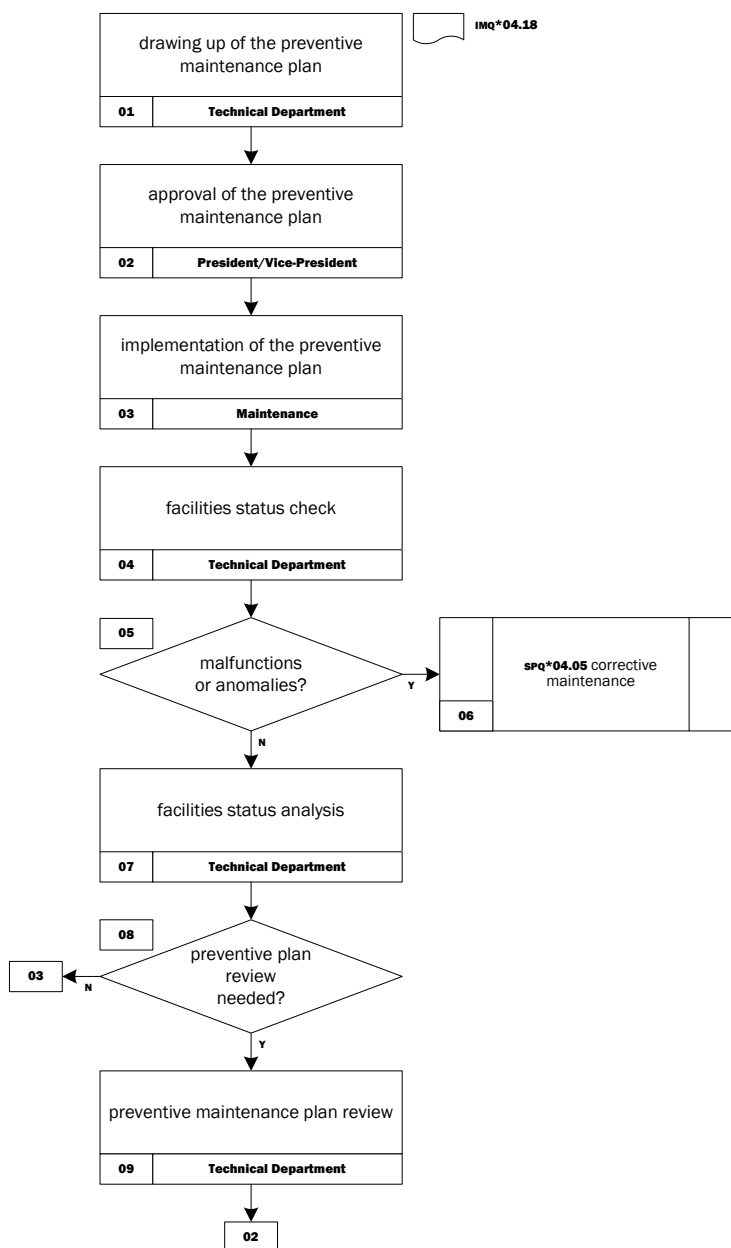 drawing up of the preventive
maintenance plan
IMQ*04.18
01
Technical Department
approval of the preventive
maintenance plan
02
President/Vice-President
implementation of the preventive
maintenance plan
03
Maintenance
facilities status check
04
Technical Department
05
malfunctions
or anomalies?
Y
SPQ*04.05 corrective
maintenance
06
N
facilities status analysis
07
Technical Department
08
preventive plan
review
needed?
03
N
Y
preventive maintenance plan review
09
Technical Department
02